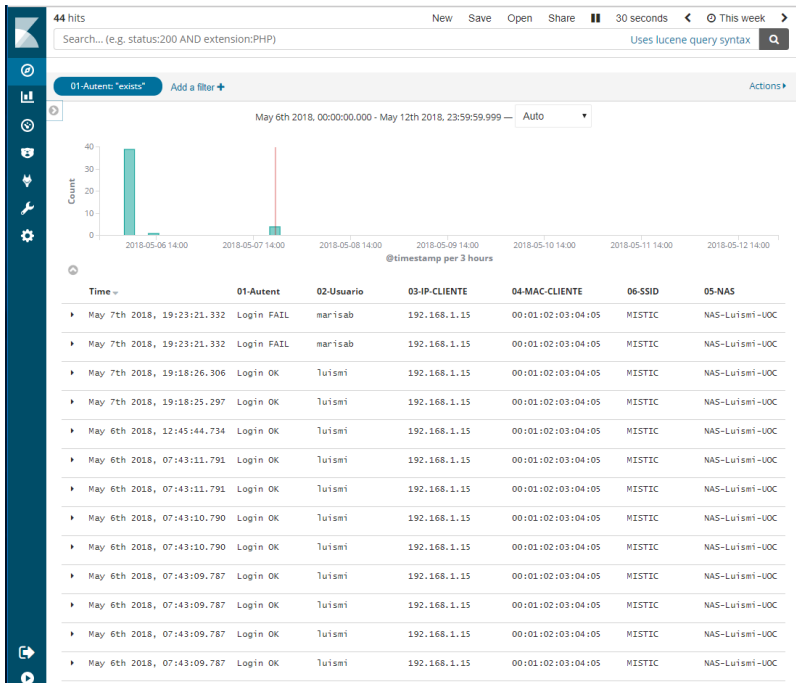 44 hits New Save Open Share 30 seconds This week
Search... (e.g. status:200 AND extension:PHP) Uses lucene query syntax
01-Autent: "exists" Add a filter Actions
May 6th 2018, 00:00:00.000 - May 12th 2018, 23:59:59.999 — Auto
40
30
20
10
0
Count
2018-05-06 14:00 2018-05-07 14:00 2018-05-08 14:00 2018-05-09 14:00 2018-05-10 14:00 2018-05-11 14:00 2018-05-12 14:00
@timestamp per 3 hours
Time 01-Autent 02-Usuario 03-IP-CLIENTE 04-MAC-CLIENTE 06-SSID 05-NAS
May 7th 2018, 19:23:21.332 Login FAIL marisab 192.168.1.15 00:01:02:03:04:05 MISTIC NAS-Luismi-UOC
May 7th 2018, 19:23:21.332 Login FAIL marisab 192.168.1.15 00:01:02:03:04:05 MISTIC NAS-Luismi-UOC
May 7th 2018, 19:18:26.306 Login OK luismi 192.168.1.15 00:01:02:03:04:05 MISTIC NAS-Luismi-UOC
May 7th 2018, 19:18:25.297 Login OK luismi 192.168.1.15 00:01:02:03:04:05 MISTIC NAS-Luismi-UOC
May 6th 2018, 12:45:44.734 Login OK luismi 192.168.1.15 00:01:02:03:04:05 MISTIC NAS-Luismi-UOC
May 6th 2018, 07:43:11.791 Login OK luismi 192.168.1.15 00:01:02:03:04:05 MISTIC NAS-Luismi-UOC
May 6th 2018, 07:43:11.791 Login OK luismi 192.168.1.15 00:01:02:03:04:05 MISTIC NAS-Luismi-UOC
May 6th 2018, 07:43:10.790 Login OK luismi 192.168.1.15 00:01:02:03:04:05 MISTIC NAS-Luismi-UOC
May 6th 2018, 07:43:10.790 Login OK luismi 192.168.1.15 00:01:02:03:04:05 MISTIC NAS-Luismi-UOC
May 6th 2018, 07:43:09.787 Login OK luismi 192.168.1.15 00:01:02:03:04:05 MISTIC NAS-Luismi-UOC
May 6th 2018, 07:43:09.787 Login OK luismi 192.168.1.15 00:01:02:03:04:05 MISTIC NAS-Luismi-UOC
May 6th 2018, 07:43:09.787 Login OK luismi 192.168.1.15 00:01:02:03:04:05 MISTIC NAS-Luismi-UOC
May 6th 2018, 07:43:09.787 Login OK luismi 192.168.1.15 00:01:02:03:04:05 MISTIC NAS-Luismi-UOC